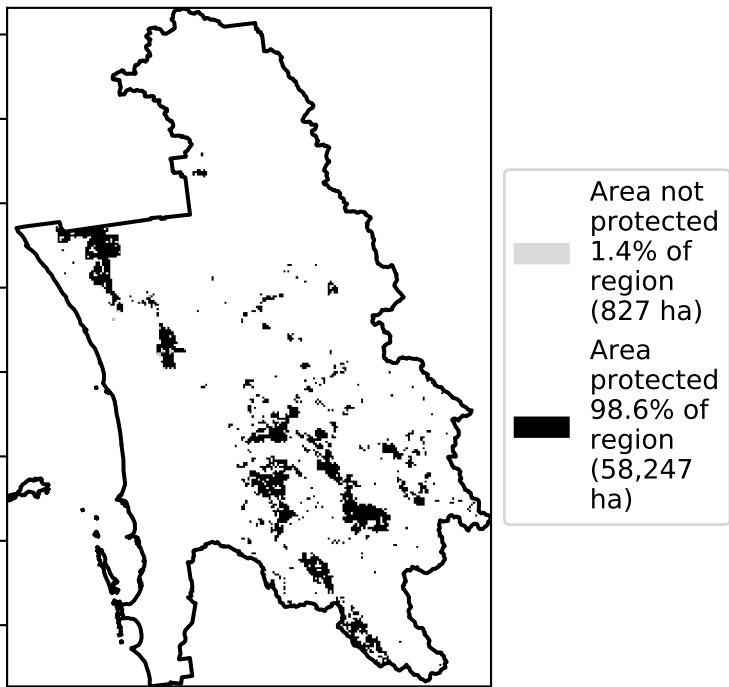 Area not
protected
1.4% of
region
(827 ha)
Area
protected
98.6% of
region
(58,247
ha)